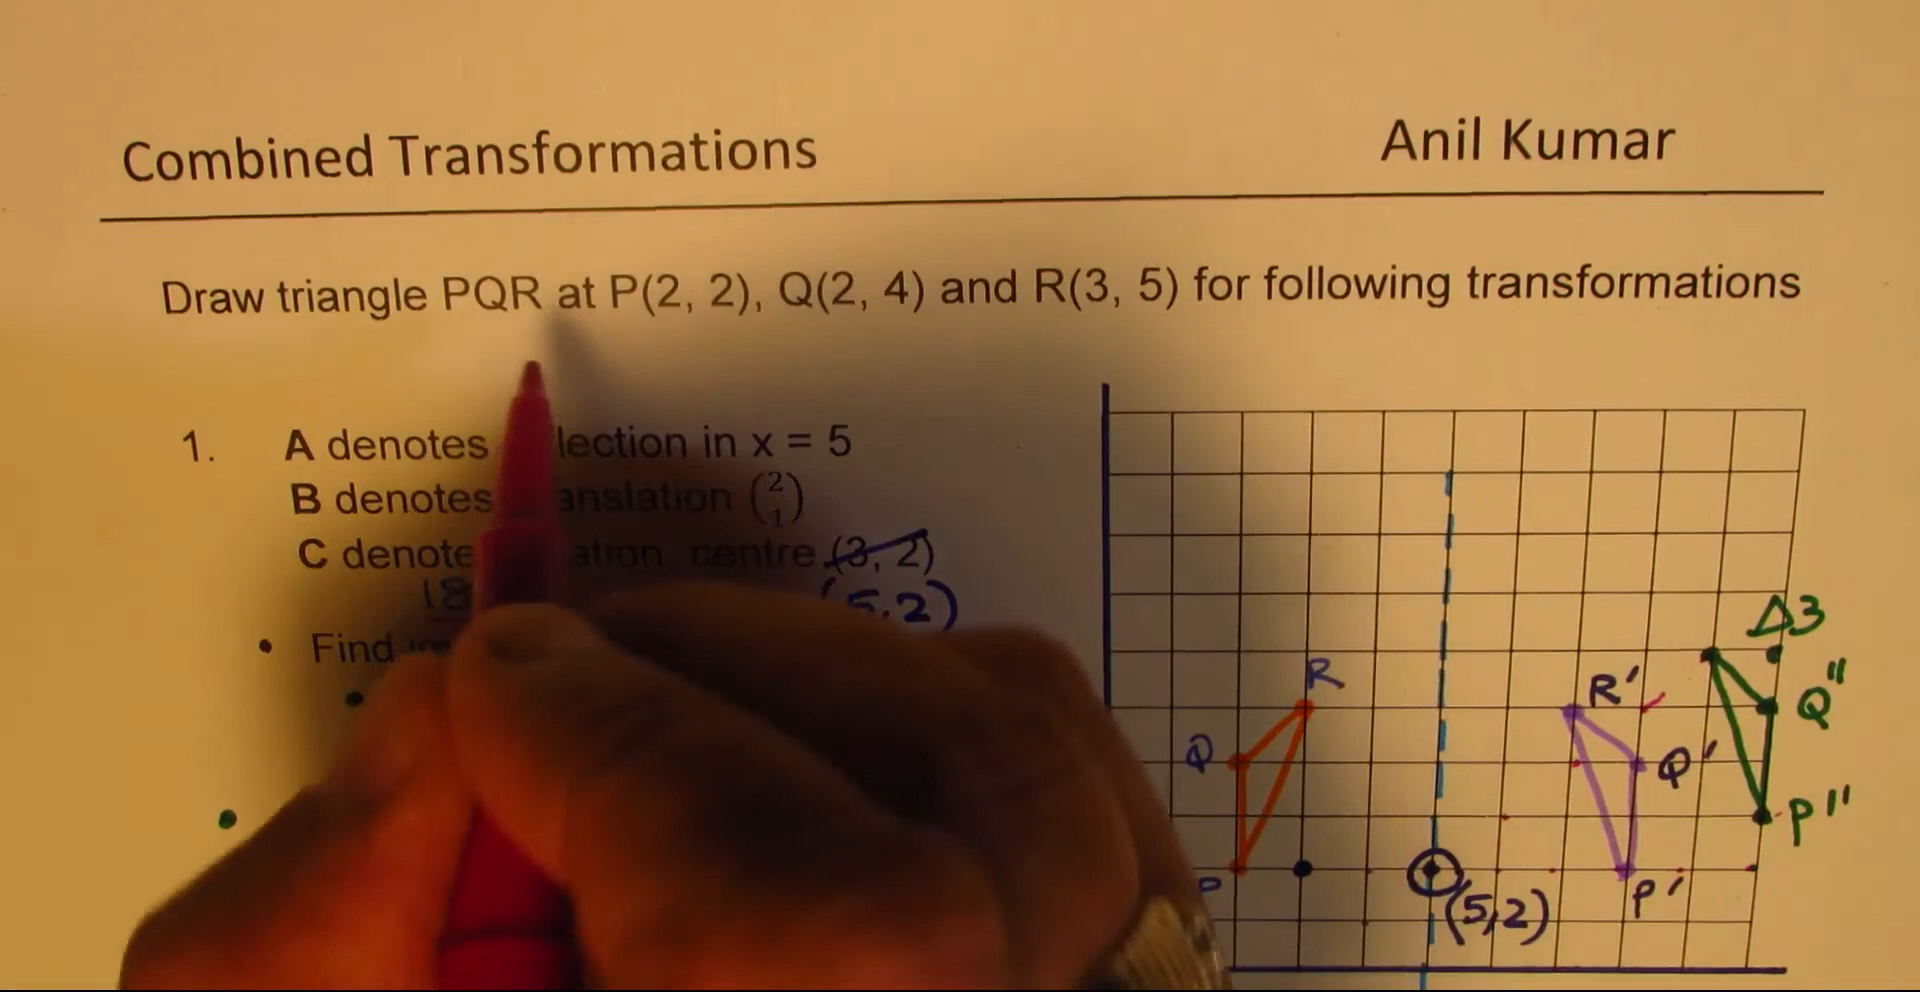 Combined Transformations
Anil Kumar
Draw triangle PQR at P(2, 2), Q(2, 4) and R(3, 5) for following transformations
1. A denotes lection in x = 5
B denotes anslation (2 1)
C denote centre (3, 2)
18 (5,2)
• Find
Δ3
R
R'
Q"
Q
Q'
P"
P
P'
(5,2)